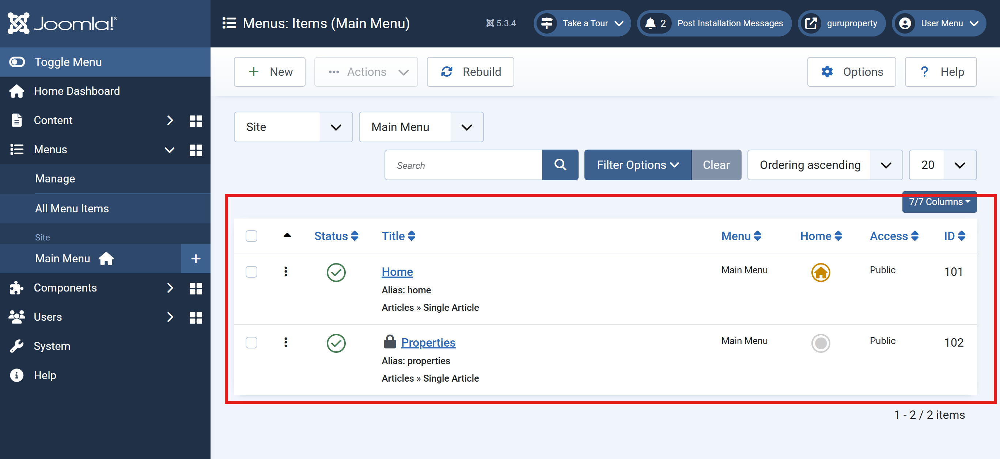 Joomla!®
Menus: Items (Main Menu)
5.3.4
Take a Tour
2
Post Installation Messages
guruproperty
User Menu
Toggle Menu
Home Dashboard
Content
Menus
Manage
All Menu Items
Site
Main Menu
Components
Users
System
Help
New
Actions
Rebuild
Options
? Help
Site
Main Menu
Search
Filter Options
Clear
Ordering ascending
20
7/7 Columns
Status
Title
Menu
Home
Access
ID
Home
Main Menu
Public
101
Alias: home
Articles » Single Article
Properties
Main Menu
Public
102
Alias: properties
Articles » Single Article
1 - 2 / 2 items